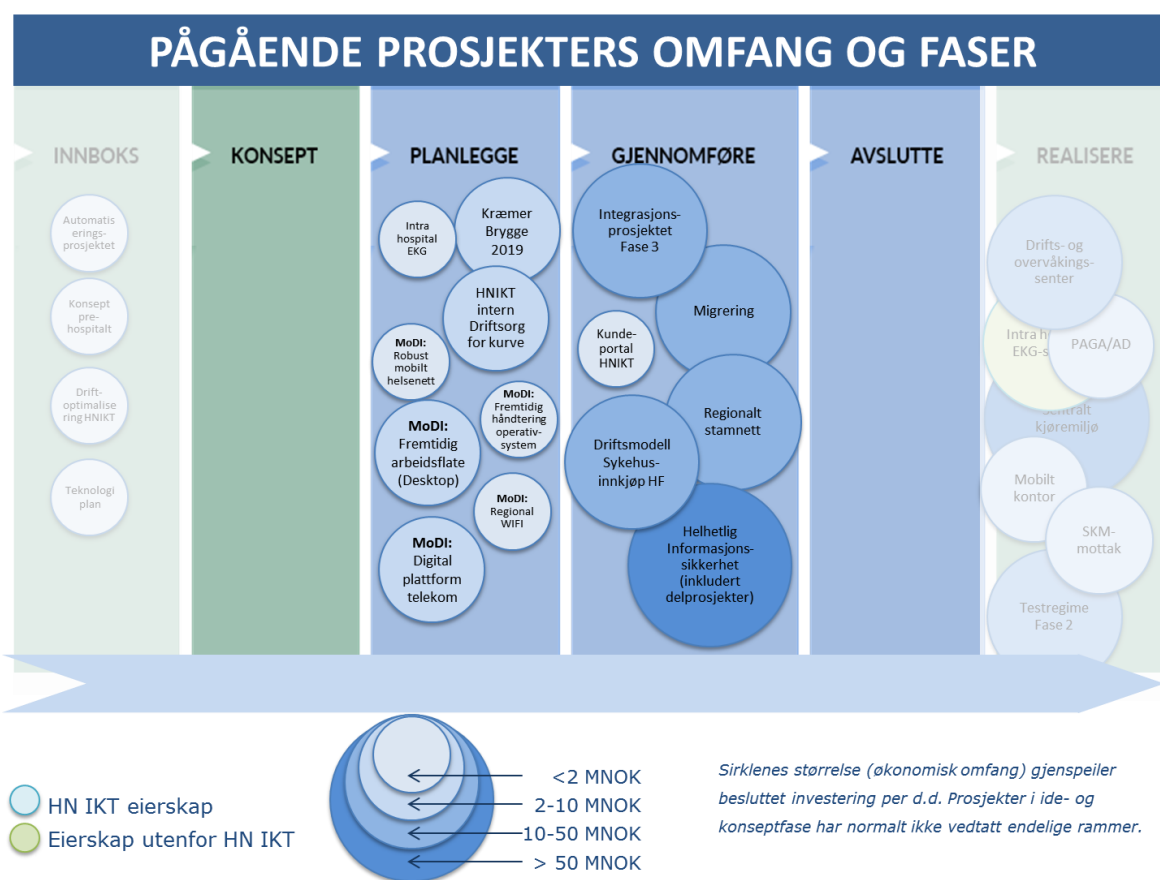 PÅGÅENDE PROSJEKTERS OMFANG OG FASER
INNBOKS
Automatis
erings-
prosjektet
Konsept
pre-
hospitalt
Drift-
optimalise
ring HNIKT
Teknologi
plan
KONSEPT
PLANLEGGE
Intra
hospital
EKG
Kræmer
Brygge
2019
HNIKT
intern
Driftsorg
for kurve
MoDI:
Robust
mobilt
helsenett
MoDI:
Fremtidig
håndtering
operativ-
system
MoDI:
Fremtidig
arbeidsflate
(Desktop)
MoDI:
Regional
WIFI
MoDI:
Digital
plattform
telekom
GJENNOMFØRE
Integrasjons-
prosjektet
Fase 3
Migrering
Kunde-
portal
HNIKT
Regionalt
stamnett
Driftsmodell
Sykehus-
innkjøp HF
Helhetlig
Informasjons-
sikkerhet
(inkludert
delprosjekter)
AVSLUTTE
REALISERE
Drifts- og
overvåkings-
senter
Intra h
EKG-s
PAGA/AD
Sentralt
kjøremiljø
Mobilt
kontor
SKM-
mottak
Testregime
Fase 2
HN IKT eierskap
Eierskap utenfor HN IKT
<2 MNOK
2-10 MNOK
10-50 MNOK
> 50 MNOK
Sirklenes størrelse (økonomisk omfang) gjenspeiler
besluttet investering per d.d. Prosjekter i ide- og
konseptfase har normalt ikke vedtatt endelige rammer.